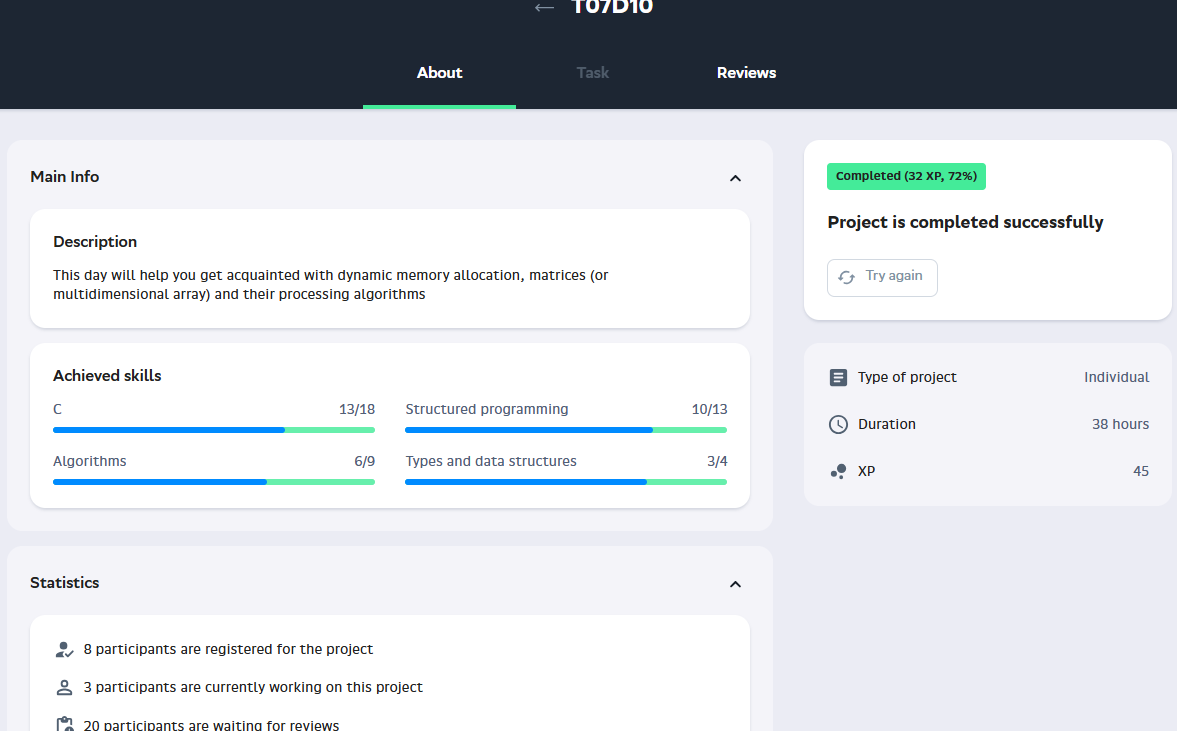 ← T07D10
About
Task
Reviews
Main Info
Description
This day will help you get acquainted with dynamic memory allocation, matrices (or
multidimensional array) and their processing algorithms
Achieved skills
C 13/18
Structured programming 10/13
Algorithms 6/9
Types and data structures 3/4
Statistics
8 participants are registered for the project
3 participants are currently working on this project
20 participants are waiting for reviews
Completed (32 XP, 72%)
Project is completed successfully
Try again
Type of project Individual
Duration 38 hours
XP 45